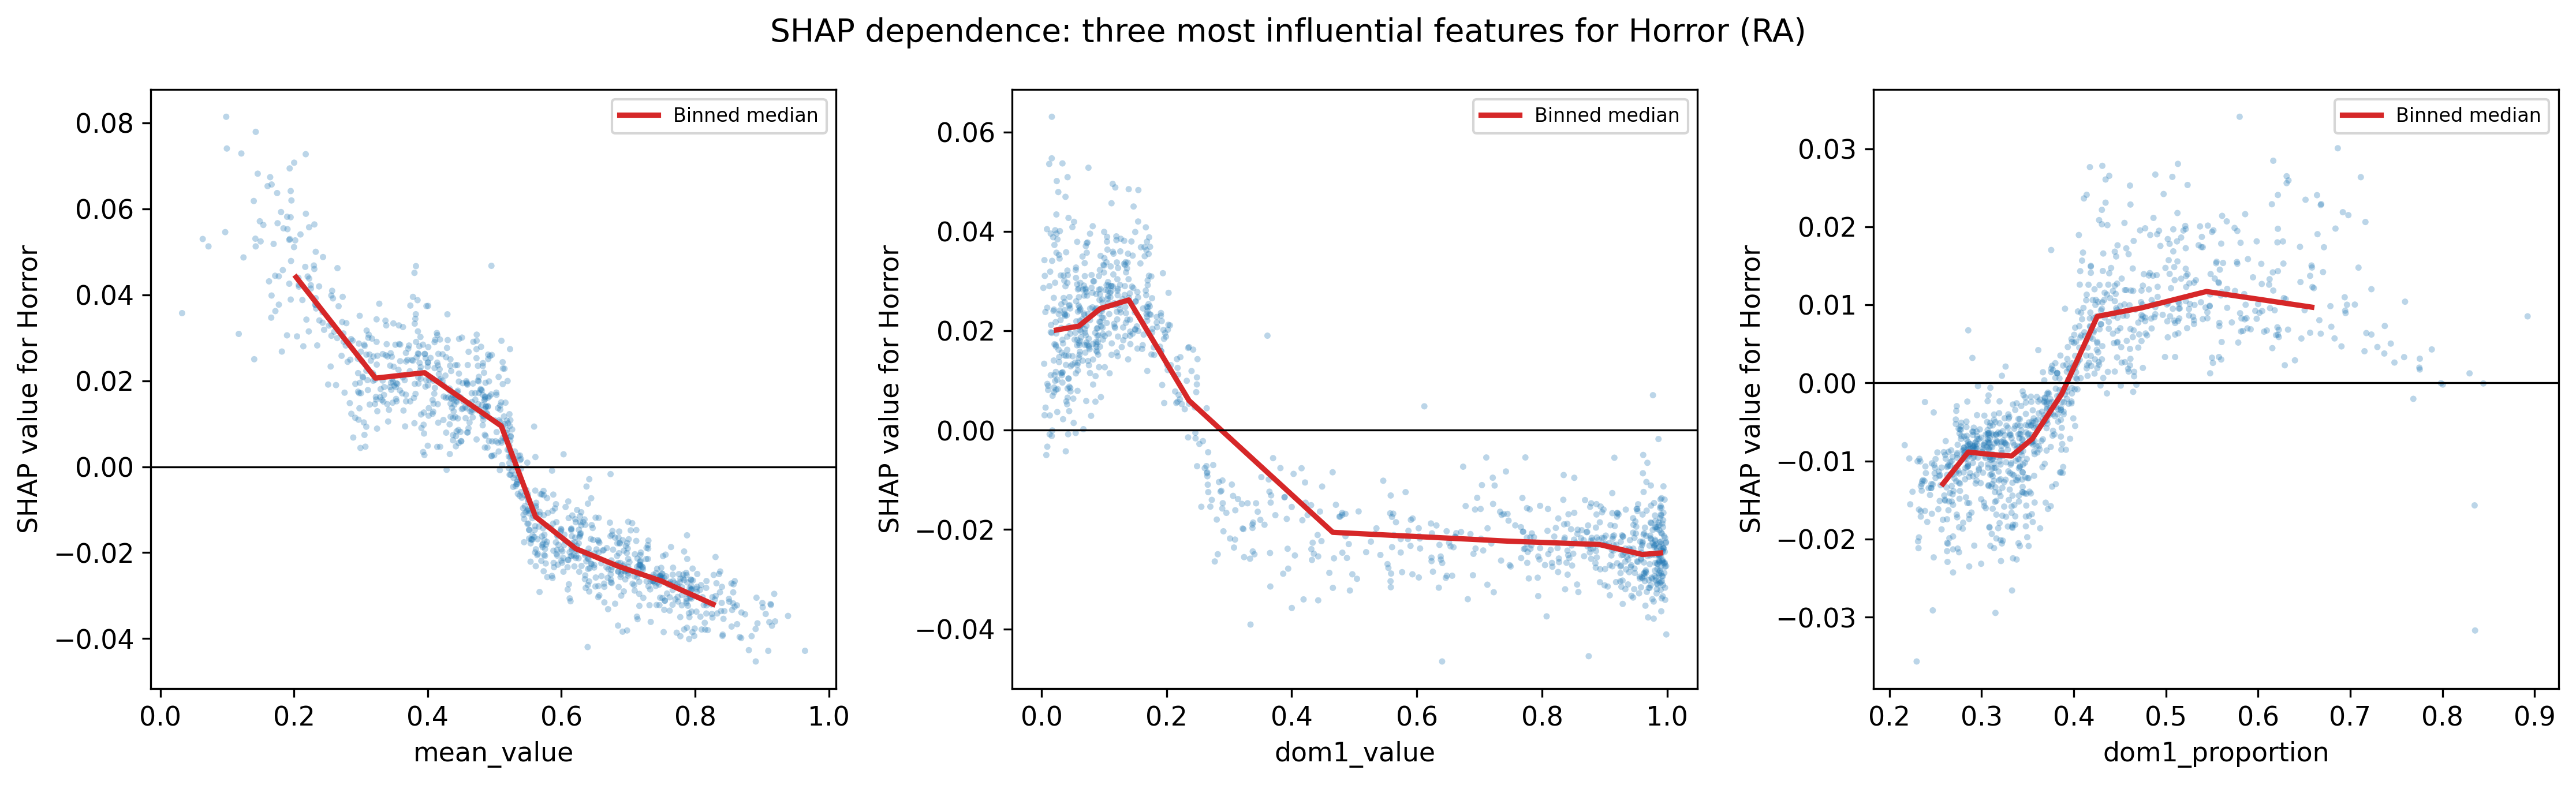 SHAP dependence: three most influential features for Horror (RA)
SHAP value for Horror
0.08
0.06
0.04
0.02
0.00
−0.02
−0.04
Binned median
0.0 0.2 0.4 0.6 0.8 1.0
mean_value
SHAP value for Horror
0.06
0.04
0.02
0.00
−0.02
−0.04
Binned median
0.0 0.2 0.4 0.6 0.8 1.0
dom1_value
SHAP value for Horror
0.03
0.02
0.01
0.00
−0.01
−0.02
−0.03
Binned median
0.2 0.3 0.4 0.5 0.6 0.7 0.8 0.9
dom1_proportion